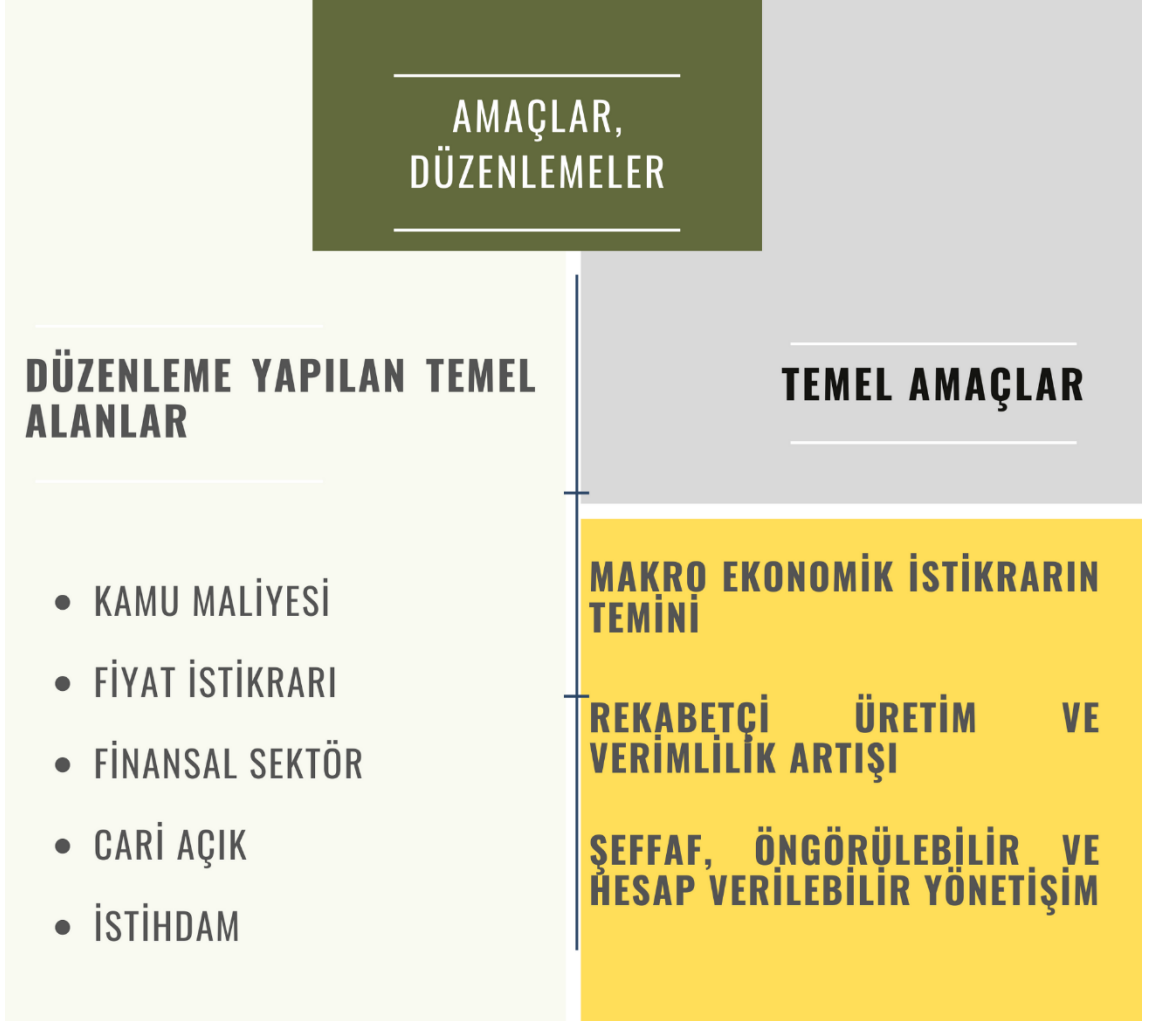 AMAÇLAR,
DÜZENLEMELER
DÜZENLEME YAPILAN TEMEL
ALANLAR
• KAMU MALİYESİ
• FİYAT İSTİKRARI
• FİNANSAL SEKTÖR
• CARİ AÇIK
• İSTİHDAM
TEMEL AMAÇLAR
MAKRO EKONOMİK İSTİKRARIN
TEMİNİ
REKABETÇİ ÜRETİM VE
VERİMLİLİK ARTIŞI
ŞEFFAF, ÖNGÖRÜLEBİLİR VE
HESAP VERİLEBİLİR YÖNETİŞİM